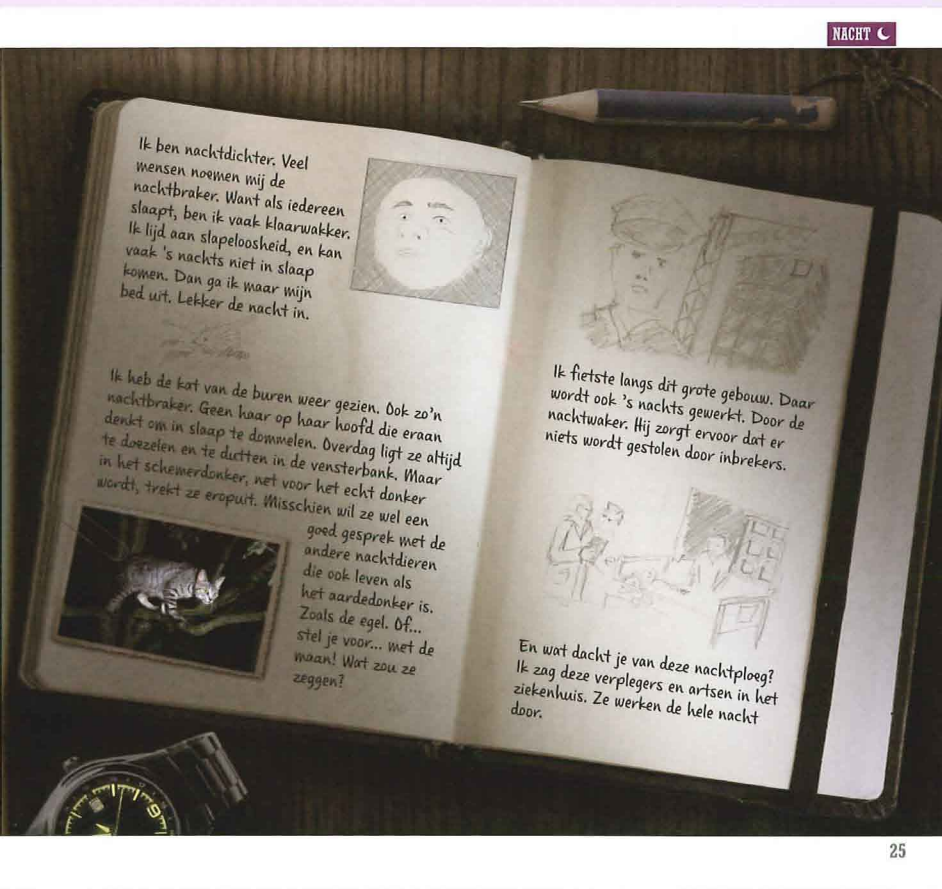 NACHT
Ik ben nachtdichter. Veel
mensen noemen mij de
nachtbraker. Want als iedereen
slaapt, ben ik vaak klaarwakker.
Ik lijd aan slapeloosheid, en kan
vaak 's nachts niet in slaap
komen. Dan ga ik maar mijn
bed uit. Lekker de nacht in.
Ik heb de kat van de buren weer gezien. Ook zo'n
nachtbraker. Geen haar op haar hoofd die eraan
denkt om in slaap te dommelen. Overdag ligt ze altijd
te doezelen en te dutten in de vensterbank. Maar
in het schemerdonker, net voor het echt donker
wordt, trekt ze eropuit. Misschien wil ze wel een
goed gesprek met de
andere nachtdieren
die ook leven als
het aardedonker is.
Zoals de egel. Of...
stel je voor... met de
maan! Wat zou ze
zeggen?
Ik fietste langs dit grote gebouw. Daar
wordt ook 's nachts gewerkt. Door de
nachtwaker. Hij zorgt ervoor dat er
niets wordt gestolen door inbrekers.
En wat dacht je van deze nachtploeg?
Ik zag deze verplegers en artsen in het
ziekenhuis. Ze werken de hele nacht
door.
9
25